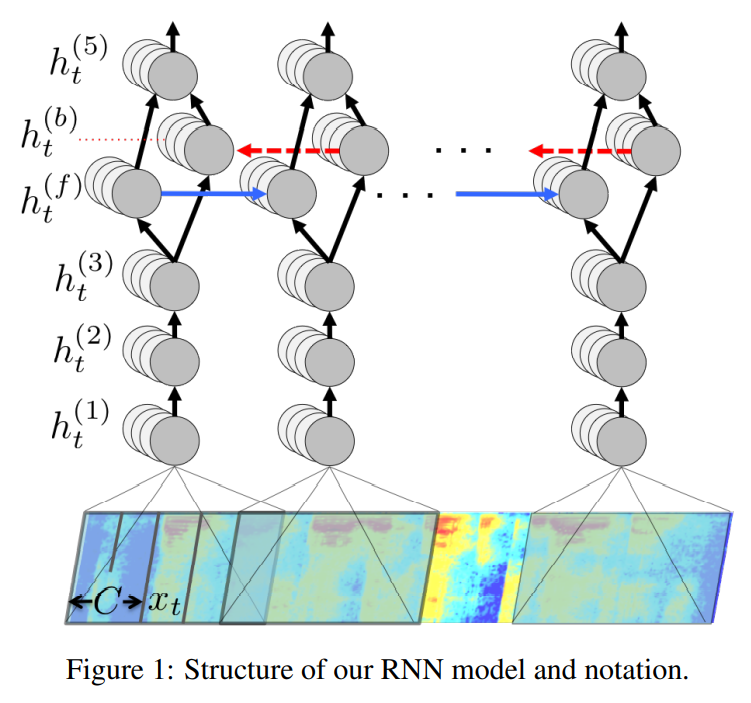 h_t^{(5)}
h_t^{(b)}
h_t^{(f)}
. . .
. . .
h_t^{(3)}
h_t^{(2)}
h_t^{(1)}
C x_t
Figure 1: Structure of our RNN model and notation.